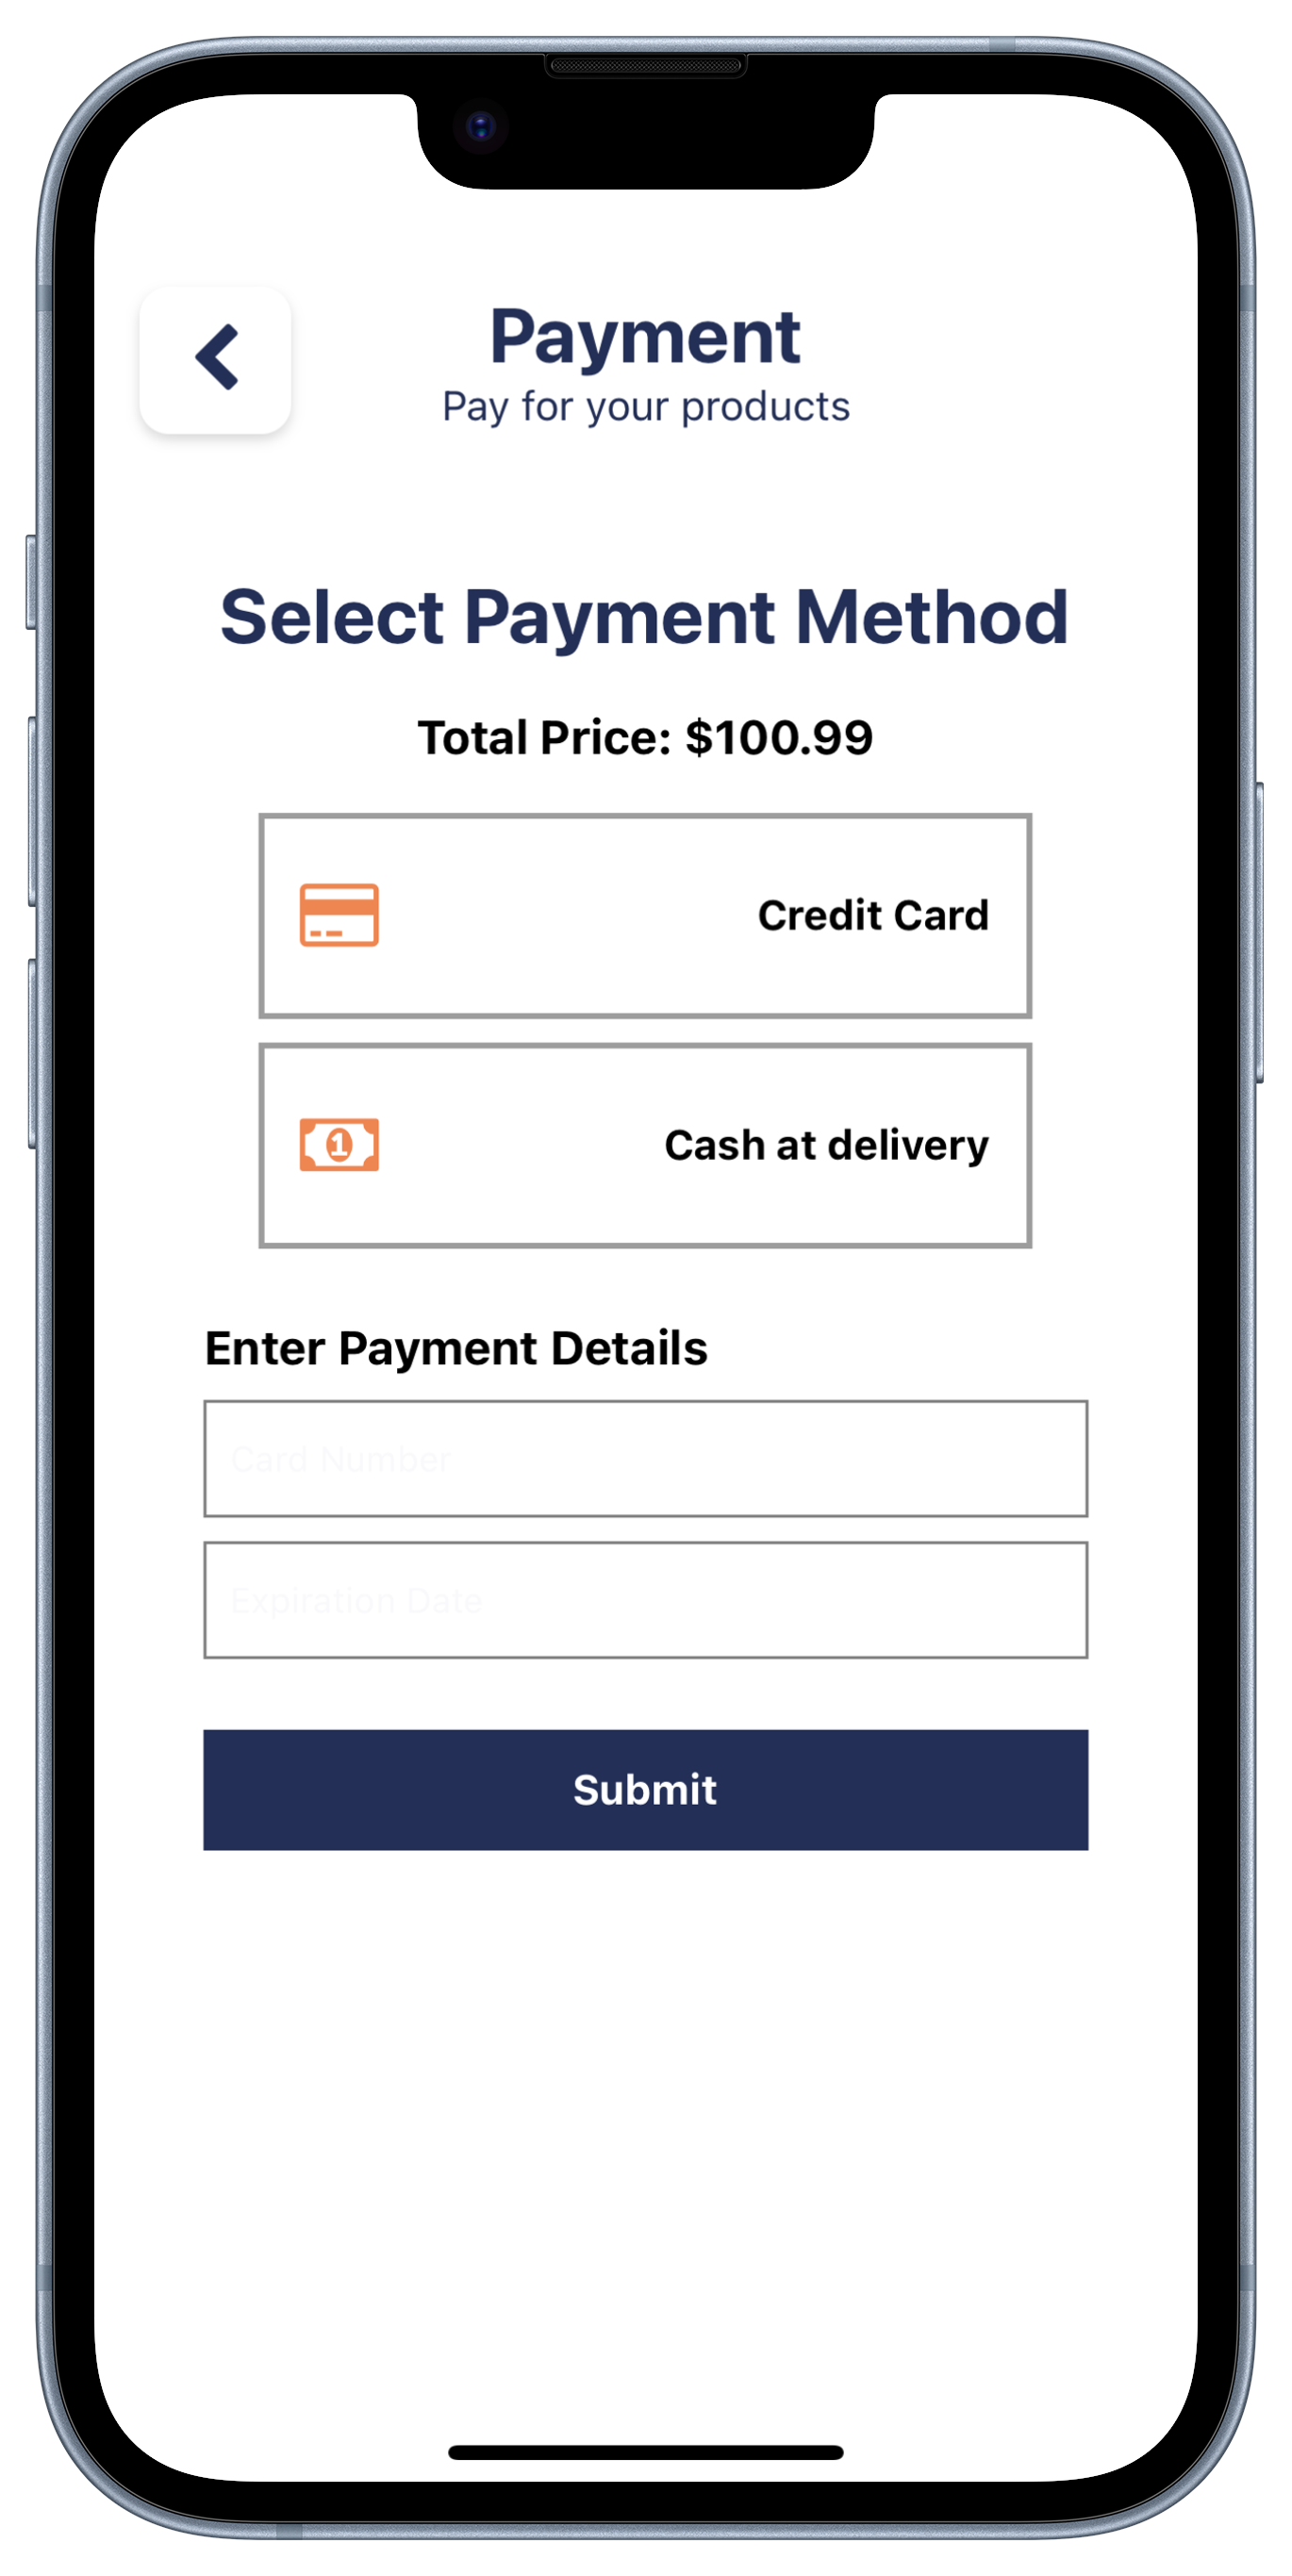 Payment
Pay for your products
Select Payment Method
Total Price: $100.99
Credit Card
1
Cash at delivery
Enter Payment Details
Card Number
Expiration Date
Submit